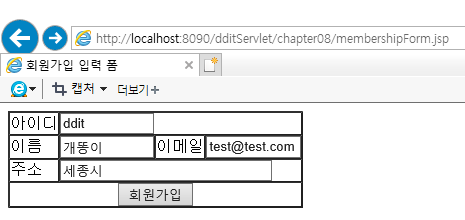 http://localhost:8090/dditServlet/chapter08/membershipForm.jsp
회원가입 입력 폼
캡처 더보기+
아이디 ddit
이름 개똥이 이메일 test@test.com
주소 세종시
회원가입